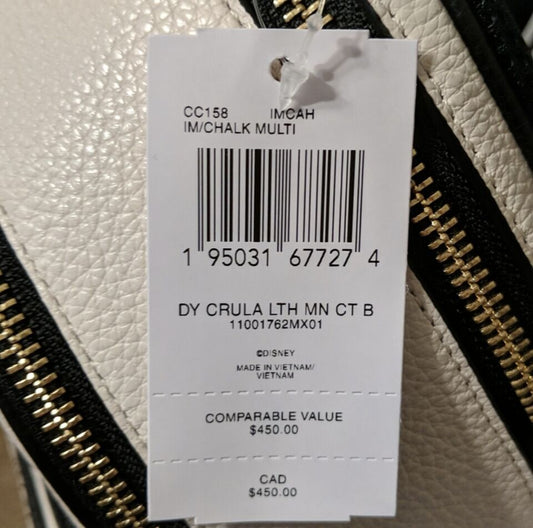 CC158 IMCAH
IM/CHALK MULTI
1 95031 67727 4
DY CRULA LTH MN CT B
11001762MX01
©DISNEY
MADE IN VIETNAM/
VIETNAM
COMPARABLE VALUE
$450.00
CAD
$450.00